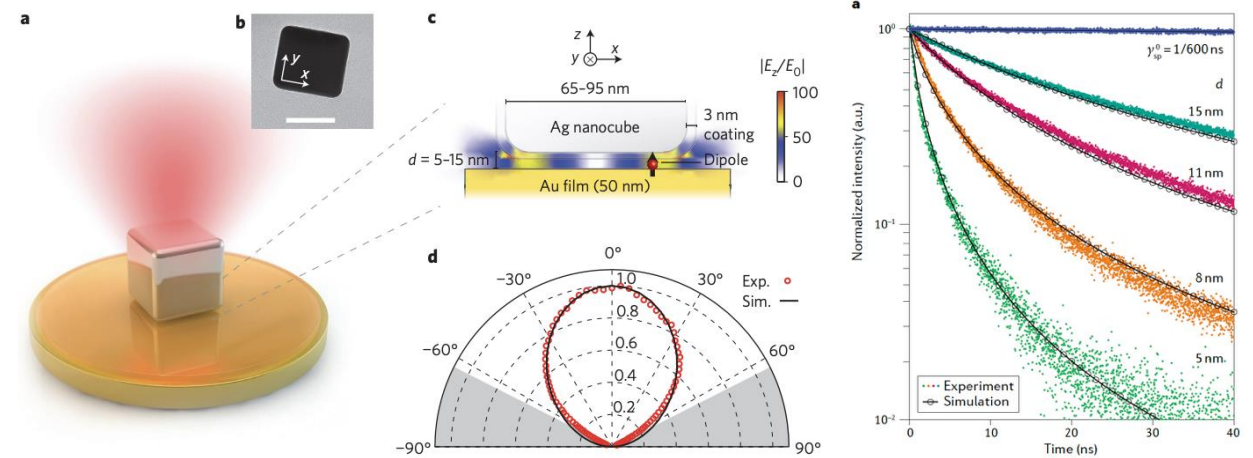 a
b
y
x
c
z
y
x
|E_z/E_0|
65–95 nm
100
3 nm
coating
Ag nanocube
50
d = 5–15 nm
Dipole
0
Au film (50 nm)
d
0°
−30°
30°
1.0
Exp.
Sim.
0.8
−60°
60°
0.6
0.4
0.2
−90°
90°
a
10⁰
γ⁰_sp = 1/600 ns
d
15 nm
11 nm
Normalized intensity (a.u.)
10⁻¹
8 nm
5 nm
Experiment
Simulation
10⁻²
0
10
20
30
40
Time (ns)